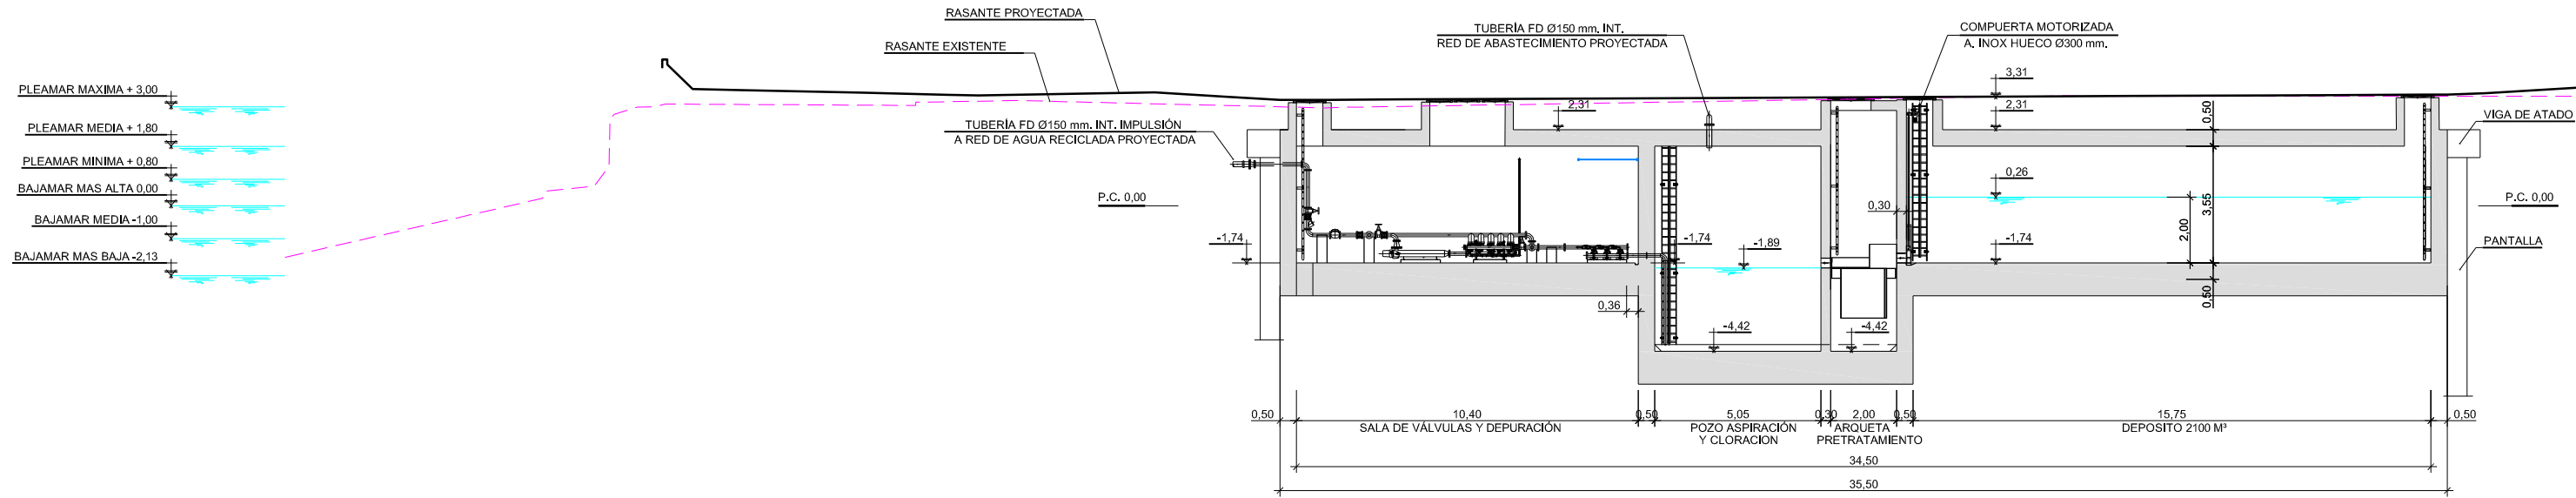 RASANTE PROYECTADA
RASANTE EXISTENTE
TUBERÍA FD Ø150 mm. INT.
RED DE ABASTECIMIENTO PROYECTADA
COMPUERTA MOTORIZADA
A. INOX HUECO Ø300 mm.
PLEAMAR MAXIMA + 3,00
PLEAMAR MEDIA + 1,80
PLEAMAR MINIMA + 0,80
BAJAMAR MAS ALTA 0,00
BAJAMAR MEDIA -1,00
BAJAMAR MAS BAJA -2,13
TUBERÍA FD Ø150 mm. INT. IMPULSIÓN
A RED DE AGUA RECICLADA PROYECTADA
3,31
2,31
2,31
0,50
VIGA DE ATADO
0,26
P.C. 0,00
P.C. 0,00
0,30
3,55
2,00
-1,74
-1,74
-1,89
-1,74
PANTALLA
0,50
0,36
-4,42
-4,42
0,50
10,40
0,50
5,05
0,30
2,00
0,50
15,75
0,50
SALA DE VÁLVULAS Y DEPURACIÓN
POZO ASPIRACIÓN
Y CLORACION
ARQUETA
PRETRATAMIENTO
DEPOSITO 2100 M³
34,50
35,50